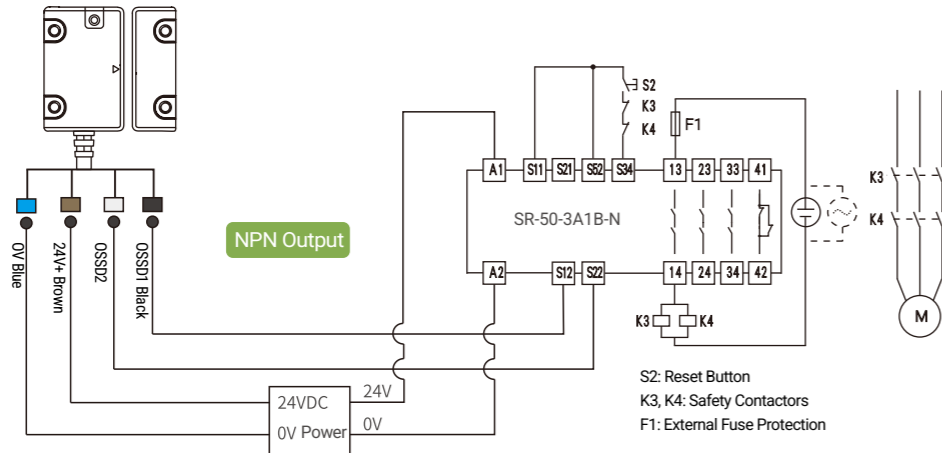 S2
K3
K4
F1
A1
S11
S21
S52
S34
13
23
33
41
SR-50-3A1B-N
K3
K4
NPN Output
0V Blue
24V+ Brown
OSSD2
OSSD1 Black
A2
S12
S22
14
24
34
42
K3
K4
M
24VDC
0V Power
24V
0V
S2: Reset Button
K3, K4: Safety Contactors
F1: External Fuse Protection